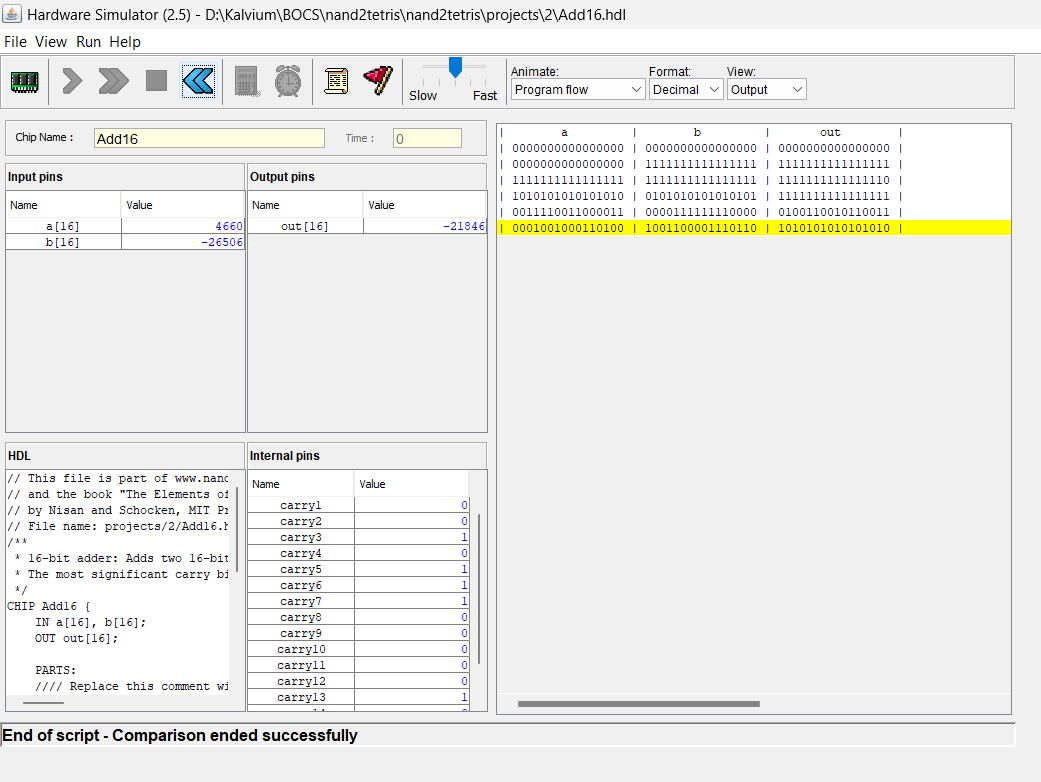 Hardware Simulator (2.5) - D:\Kalvium\BOCS\nand2tetris\nand2tetris\projects\2\Add16.hdl
File View Run Help
Slow Fast
Animate:
Program flow
Format:
Decimal
View:
Output
Chip Name : Add16 Time : 0
Input pins
Name Value
a[16] 4660
b[16] -26506
Output pins
Name Value
out[16] -21846
HDL
// This file is part of www.nand
// and the book "The Elements of
// by Nisan and Schocken, MIT Pr
// File name: projects/2/Add16.h
/**
* 16-bit adder: Adds two 16-bit
* The most significant carry bi
*/
CHIP Add16 {
IN a[16], b[16];
OUT out[16];
PARTS:
//// Replace this comment wi
Internal pins
Name Value
carry1 0
carry2 0
carry3 1
carry4 0
carry5 1
carry6 1
carry7 1
carry8 0
carry9 0
carry10 0
carry11 0
carry12 0
carry13 1
| a | b | out |
| 0000000000000000 | 0000000000000000 | 0000000000000000 |
| 0000000000000000 | 1111111111111111 | 1111111111111111 |
| 1111111111111111 | 1111111111111111 | 1111111111111110 |
| 1010101010101010 | 0101010101010101 | 1111111111111111 |
| 0011110011000011 | 0000111111110000 | 0100110010110011 |
| 0001001000110100 | 1001100001110110 | 1010101010101010 |
End of script - Comparison ended successfully